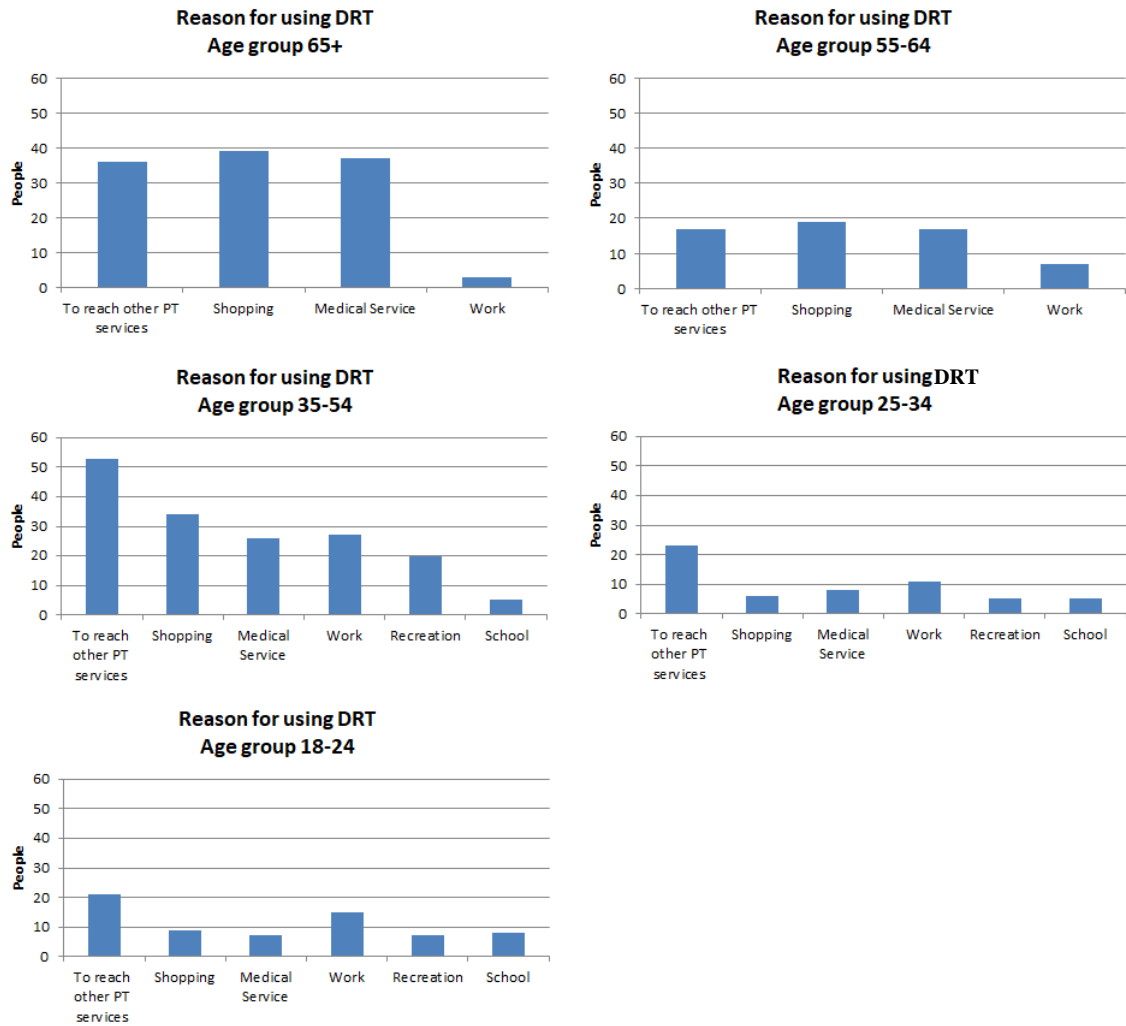 Reason for using DRT
Age group 65+
60
50
40
30
20
10
0
People
To reach other PT
services
Shopping
Medical Service
Work
Reason for using DRT
Age group 55-64
60
50
40
30
20
10
0
People
To reach other PT
services
Shopping
Medical Service
Work
Reason for using DRT
Age group 35-54
60
50
40
30
20
10
0
People
To reach
other PT
services
Shopping
Medical
Service
Work
Recreation
School
Reason for using DRT
Age group 25-34
60
50
40
30
20
10
0
People
To reach
other PT
services
Shopping
Medical
Service
Work
Recreation
School
Reason for using DRT
Age group 18-24
60
50
40
30
20
10
0
People
To reach
other PT
services
Shopping
Medical
Service
Work
Recreation
School